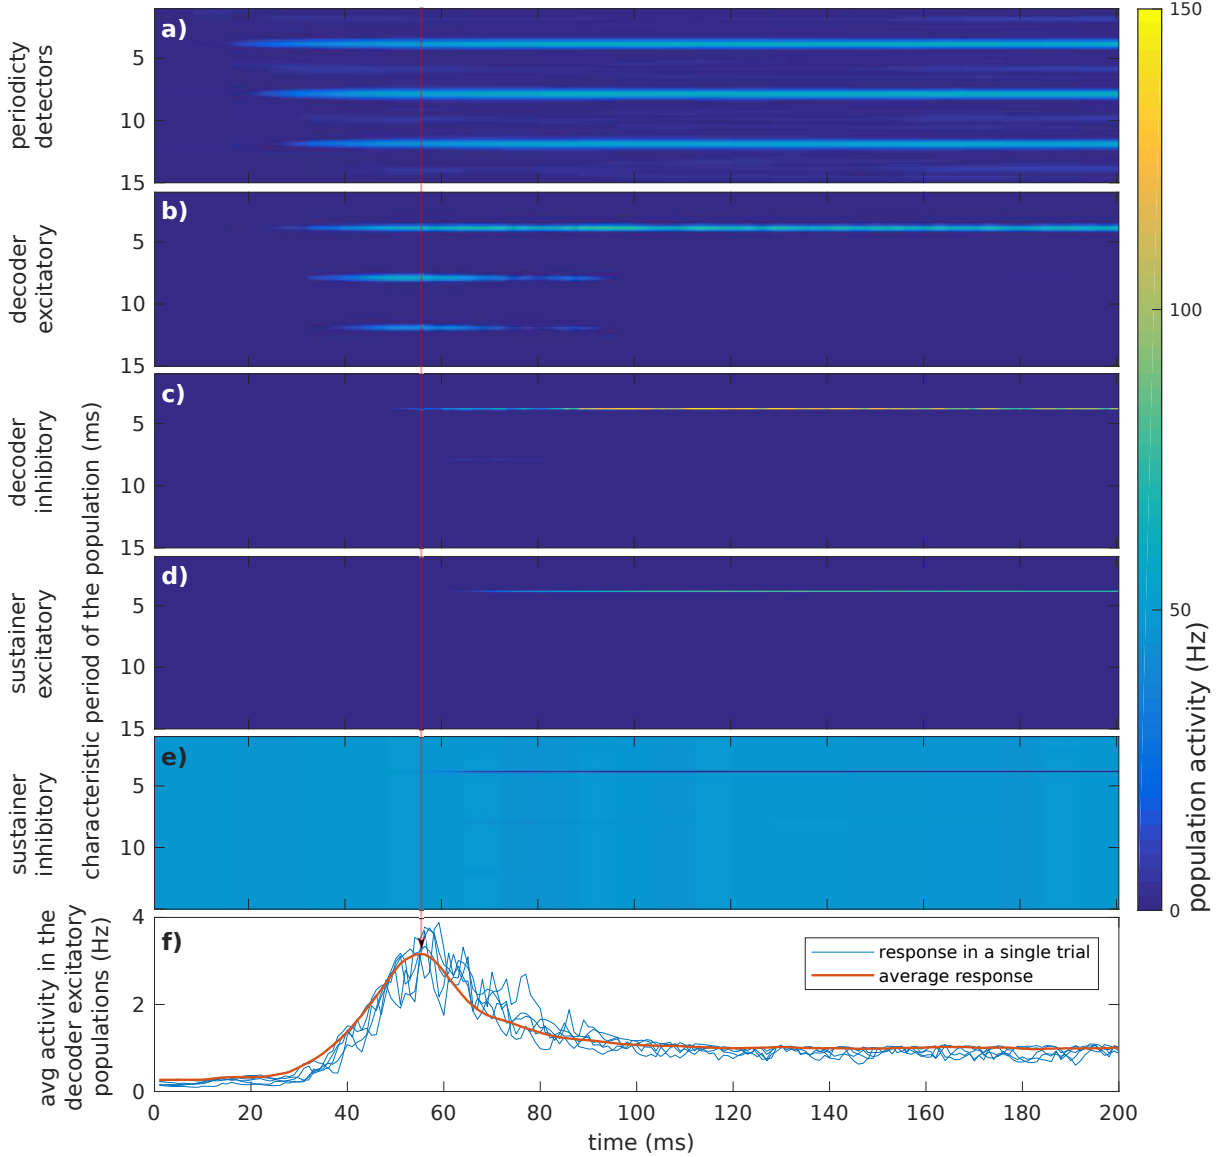 a)
periodicty
detectors
5
10
15
b)
decoder
excitatory
5
10
15
c)
decoder
inhibitory
5
10
15
d)
sustainer
excitatory
5
10
15
e)
sustainer
inhibitory
5
10
characteristic period of the population (ms)
150
100
50
0
population activity (Hz)
f)
avg activity in the
decoder excitatory
populations (Hz)
4
2
0
response in a single trial
average response
0 20 40 60 80 100 120 140 160 180 200
time (ms)